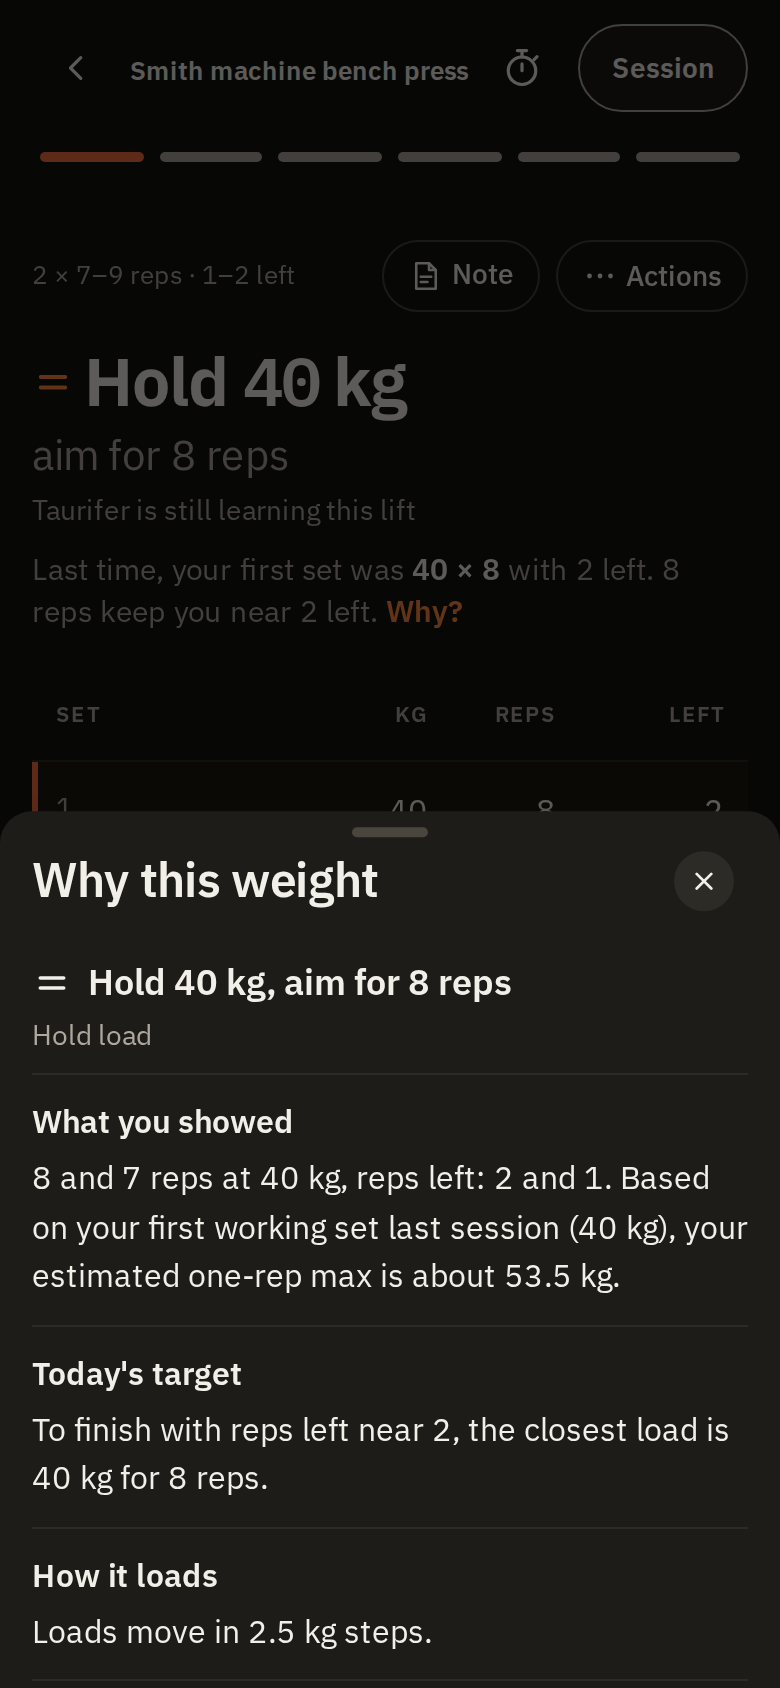 Smith machine bench press
Session
2 × 7–9 reps · 1–2 left
Note
··· Actions
= Hold 40 kg
aim for 8 reps
Taurifer is still learning this lift
Last time, your first set was 40 × 8 with 2 left. 8
reps keep you near 2 left. Why?
SET KG REPS LEFT
1 40 8 2
Why this weight
= Hold 40 kg, aim for 8 reps
Hold load
What you showed
8 and 7 reps at 40 kg, reps left: 2 and 1. Based
on your first working set last session (40 kg), your
estimated one-rep max is about 53.5 kg.
Today's target
To finish with reps left near 2, the closest load is
40 kg for 8 reps.
How it loads
Loads move in 2.5 kg steps.